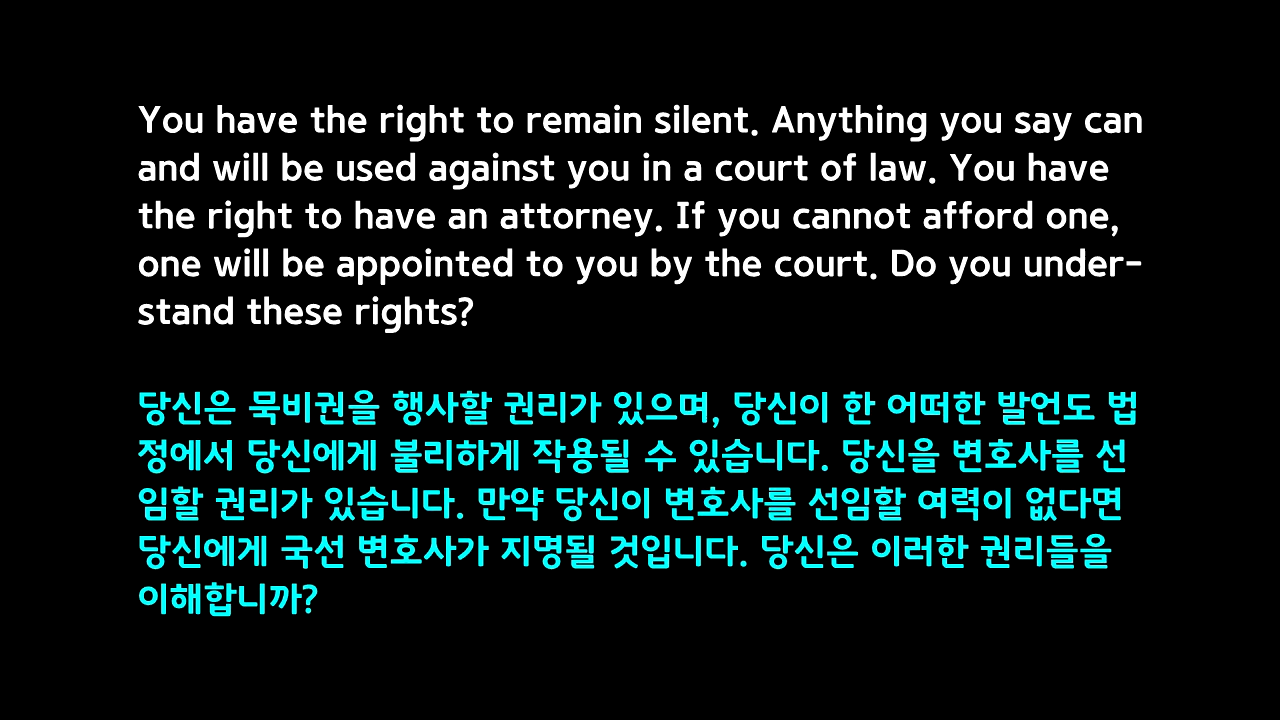 You have the right to remain silent. Anything you say can
and will be used against you in a court of law. You have
the right to have an attorney. If you cannot afford one,
one will be appointed to you by the court. Do you under-
stand these rights?
당신은 묵비권을 행사할 권리가 있으며, 당신이 한 어떠한 발언도 법
정에서 당신에게 불리하게 작용될 수 있습니다. 당신을 변호사를 선
임할 권리가 있습니다. 만약 당신이 변호사를 선임할 여력이 없다면
당신에게 국선 변호사가 지명될 것입니다. 당신은 이러한 권리들을
이해합니까?